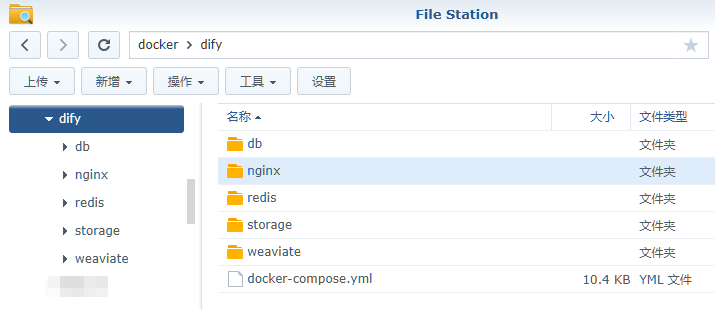 File Station
docker > dify
上传 新增 操作 工具 设置
dify
db
nginx
redis
storage
weaviate
名称 大小 文件类型
db 文件夹
nginx 文件夹
redis 文件夹
storage 文件夹
weaviate 文件夹
docker-compose.yml 10.4 KB YML 文件